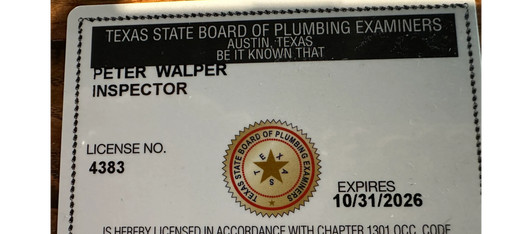 TEXAS STATE BOARD OF PLUMBING EXAMINERS
AUSTIN, TEXAS
BE IT KNOWN THAT
PETER WALPER
INSPECTOR
LICENSE NO.
4383
TEXAS STATE BOARD OF PLUMBING EXAMINERS
TEXAS
EXPIRES
10/31/2026
IS HEREBY LICENSED IN ACCORDANCE WITH CHAPTER 1301 OCC. CODE